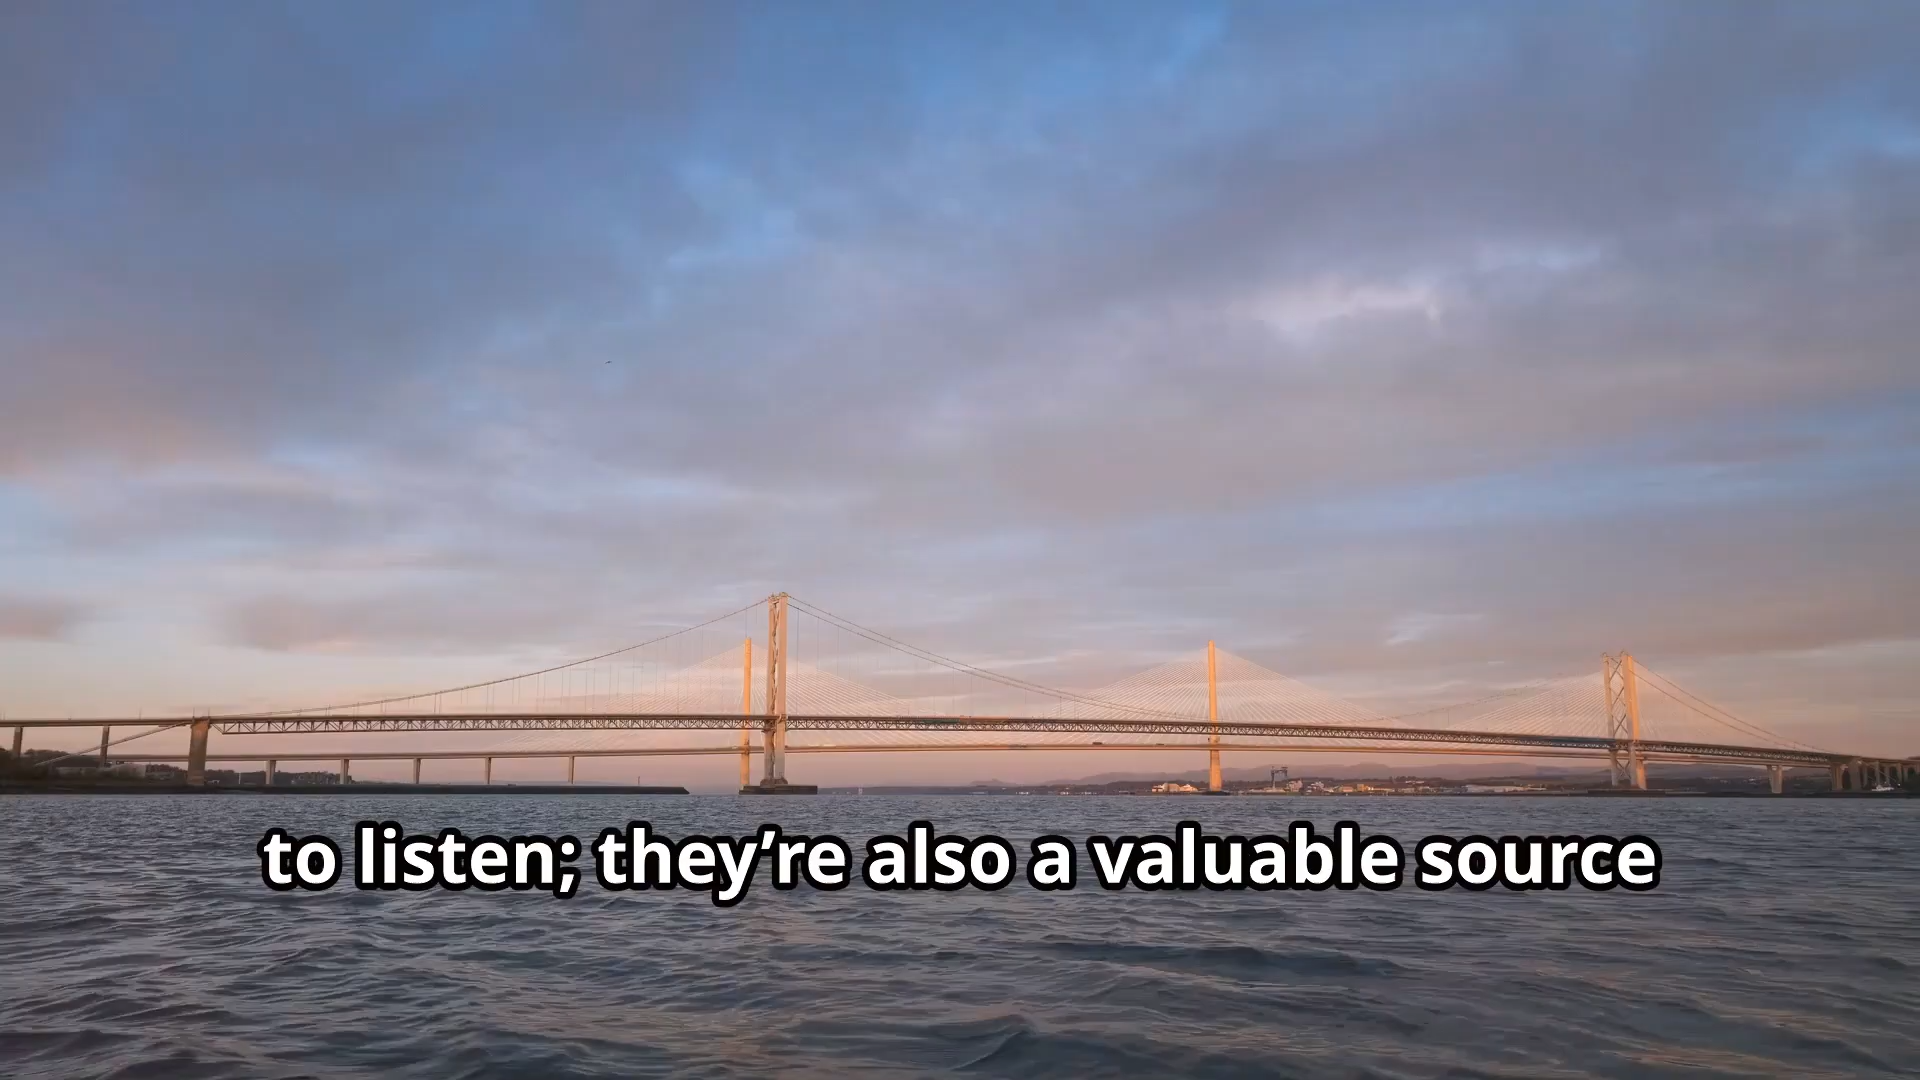 to listen; they’re also a valuable source